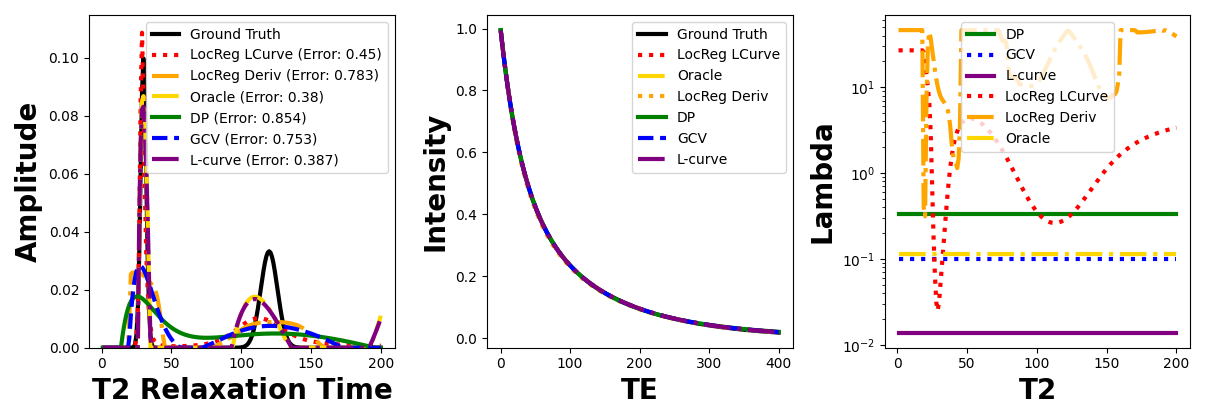 Amplitude
0.10
0.08
0.06
0.04
0.02
0.00
0
50
100
150
200
T2 Relaxation Time
Ground Truth
LocReg LCurve (Error: 0.45)
LocReg Deriv (Error: 0.783)
Oracle (Error: 0.38)
DP (Error: 0.854)
GCV (Error: 0.753)
L-curve (Error: 0.387)
Intensity
1.0
0.8
0.6
0.4
0.2
0.0
0
100
200
300
400
TE
Ground Truth
LocReg LCurve
Oracle
LocReg Deriv
DP
GCV
L-curve
Lambda
10¹
10⁰
10⁻¹
10⁻²
0
50
100
150
200
T2
DP
GCV
L-curve
LocReg LCurve
LocReg Deriv
Oracle